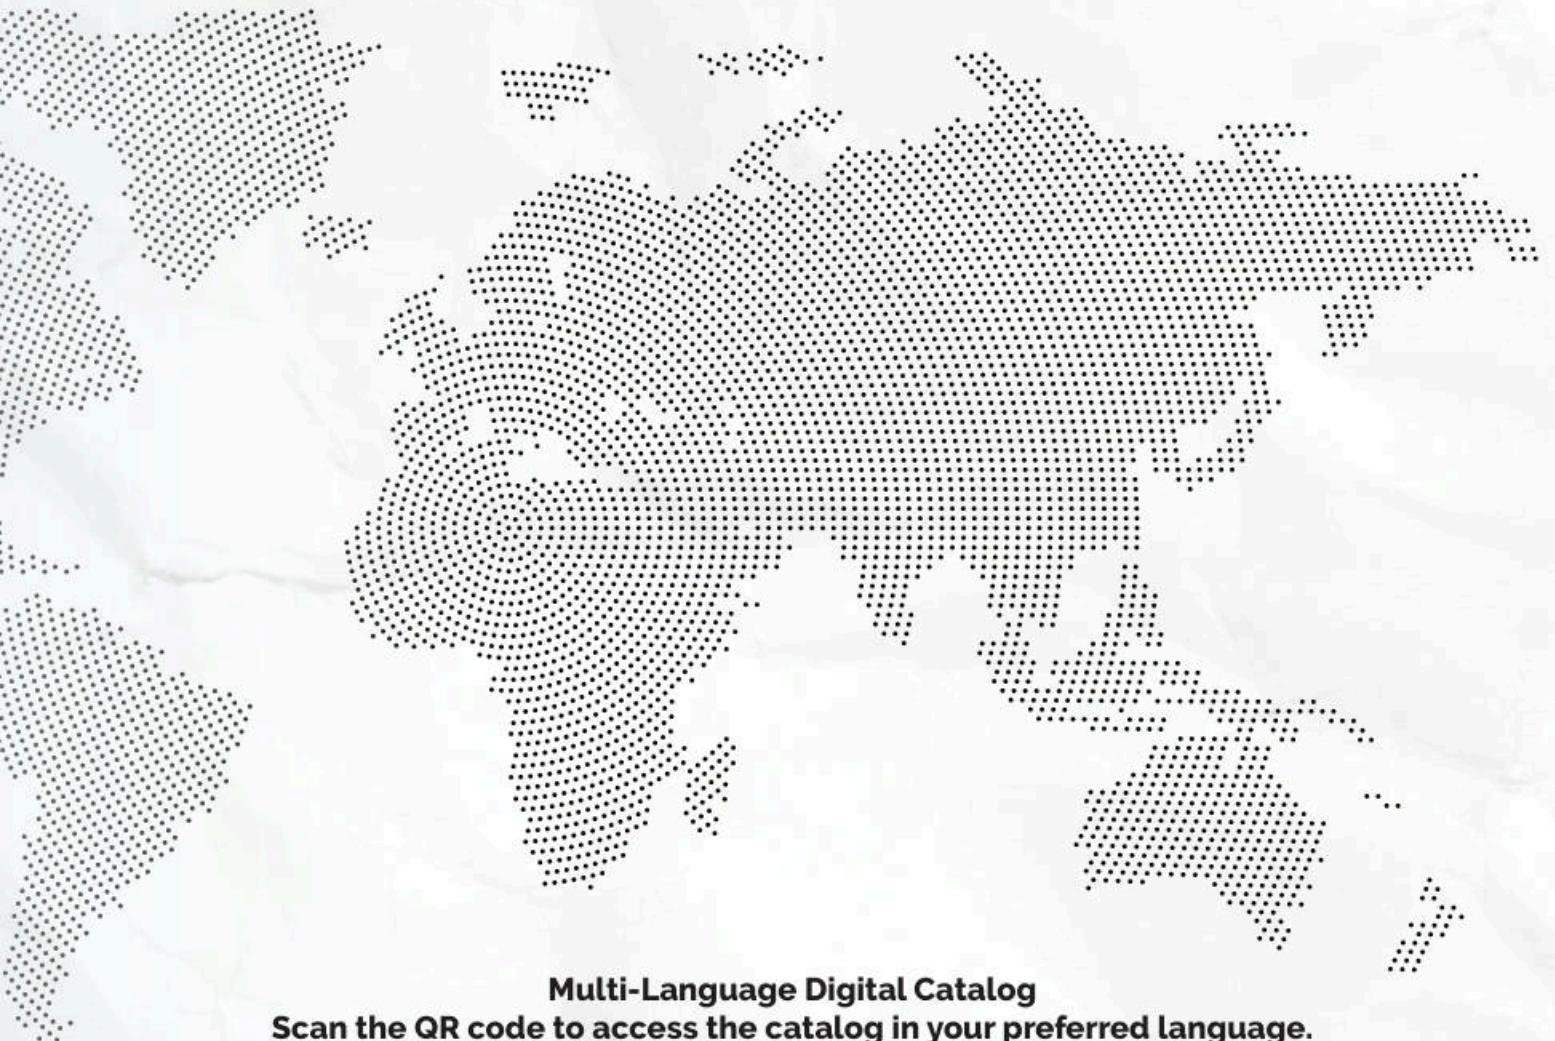 Multi-Language Digital Catalog
Scan the QR code to access the catalog in your preferred language.